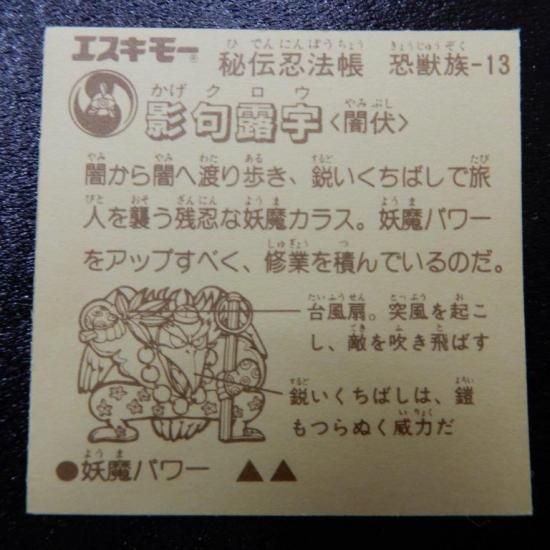 エスキモー® 秘伝忍法帳 恐獣族-13
影句露宇〈闇伏〉
闇から闇へ渡り歩き、鋭いくちばしで旅
人を襲う残忍な妖魔カラス。妖魔パワー
をアップすべく、修業を積んでいるのだ。
台風扇。突風を起こ
し、敵を吹き飛ばす
鋭いくちばしは、鎧
もつらぬく威力だ
●妖魔パワー ▲▲